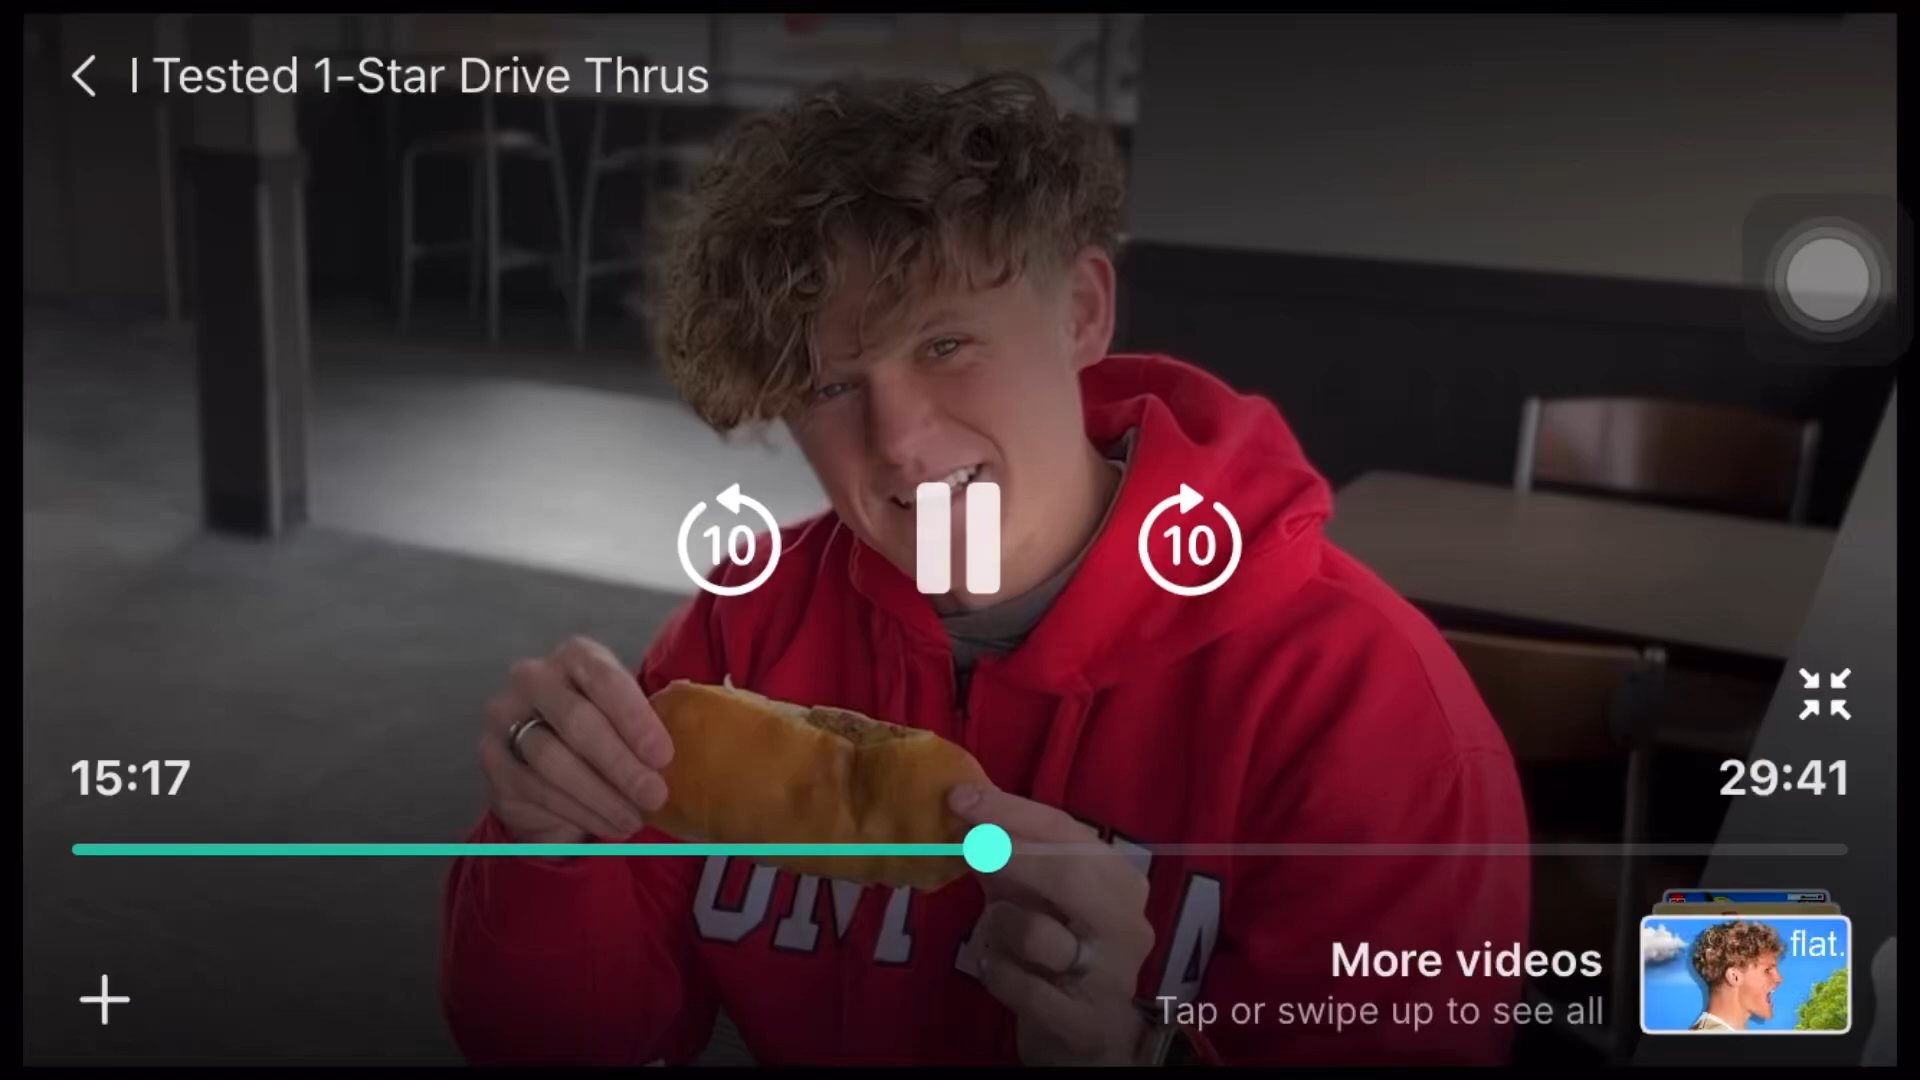 I Tested 1-Star Drive Thrus
10
10
15:17
29:41
flat.
More videos
Tap or swipe up to see all